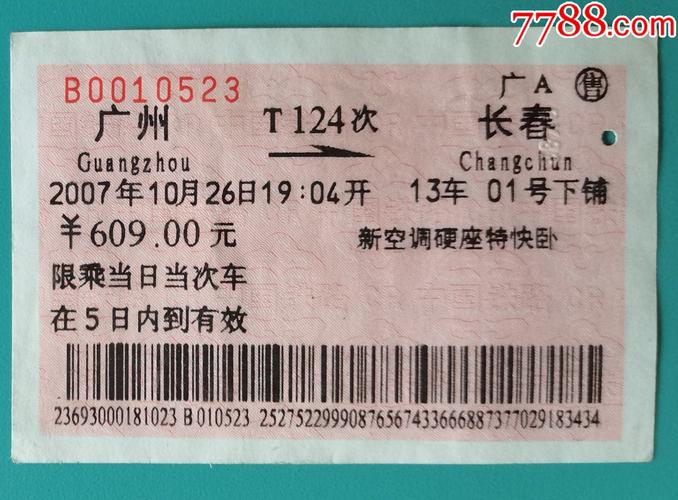 7788.com
B0010523 广A 售
广州 T124次 长春
Guangzhou Changchun
2007年10月26日19:04开 13车 01号下铺
￥609.00元 新空调硬座特快卧
限乘当日当次车
在5日内到有效
23693000181023 B010523 2527522999087656743366688737702918 3434